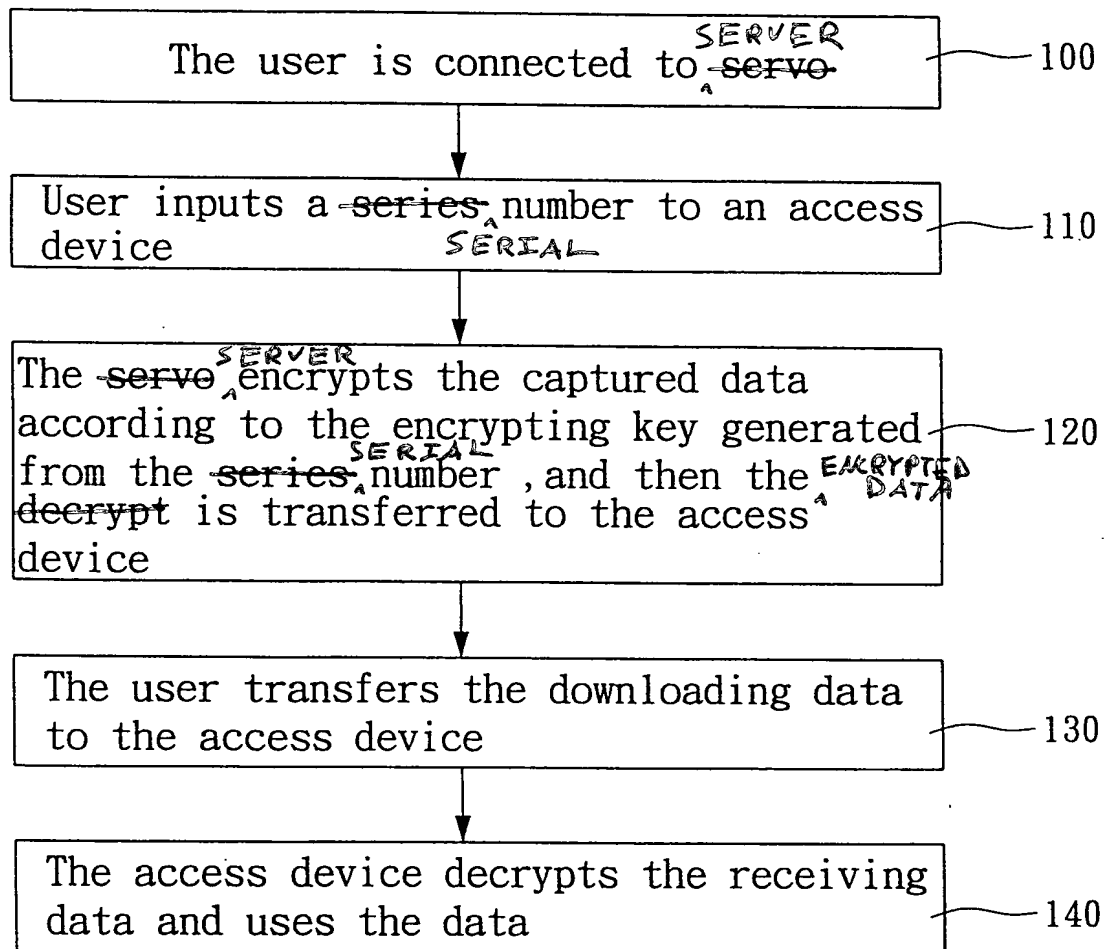 The user is connected to SERVER servo
100
User inputs a series number to an access
device SERIAL
110
The servo SERVER encrypts the captured data
according to the encrypting key generated
from the series SERIAL number , and then the ENCRYPTED DATA
decrypt is transferred to the access
device
120
The user transfers the downloading data
to the access device
130
The access device decrypts the receiving
data and uses the data
140